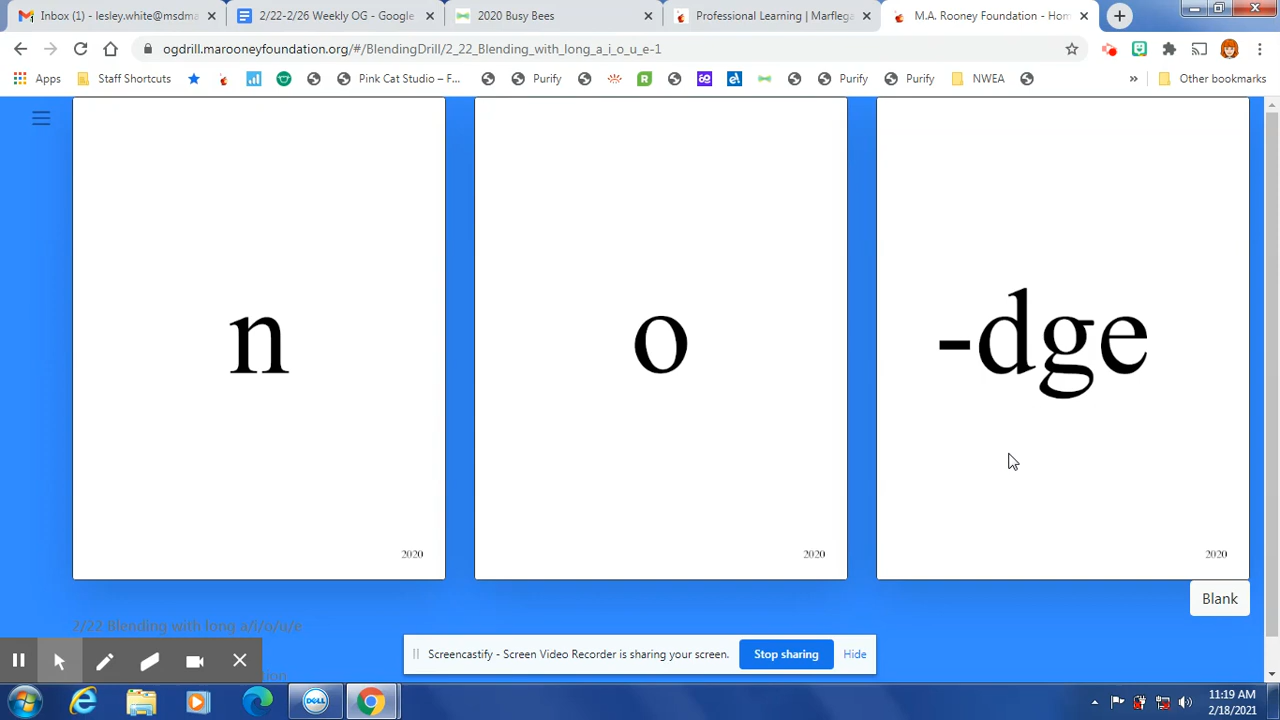 Inbox (1) - lesley.white@msdma
2/22-2/26 Weekly OG - Google
2020 Busy Bees
Professional Learning | Marfleg
M.A. Rooney Foundation - Hom
ogdrill.marooneyfoundation.org/#/BlendingDrill/2_22_Blending_with_long_a_i_o_u_e-1
Apps
Staff Shortcuts
Pink Cat Studio – F...
Purify
Purify
Purify
NWEA
»
Other bookmarks
n
o
-dge
2020
2020
2020
Blank
2/22 Blending with long a/i/o/u/e
Screencastify - Screen Video Recorder is sharing your screen.
Stop sharing
Hide
11:19 AM
2/18/2021